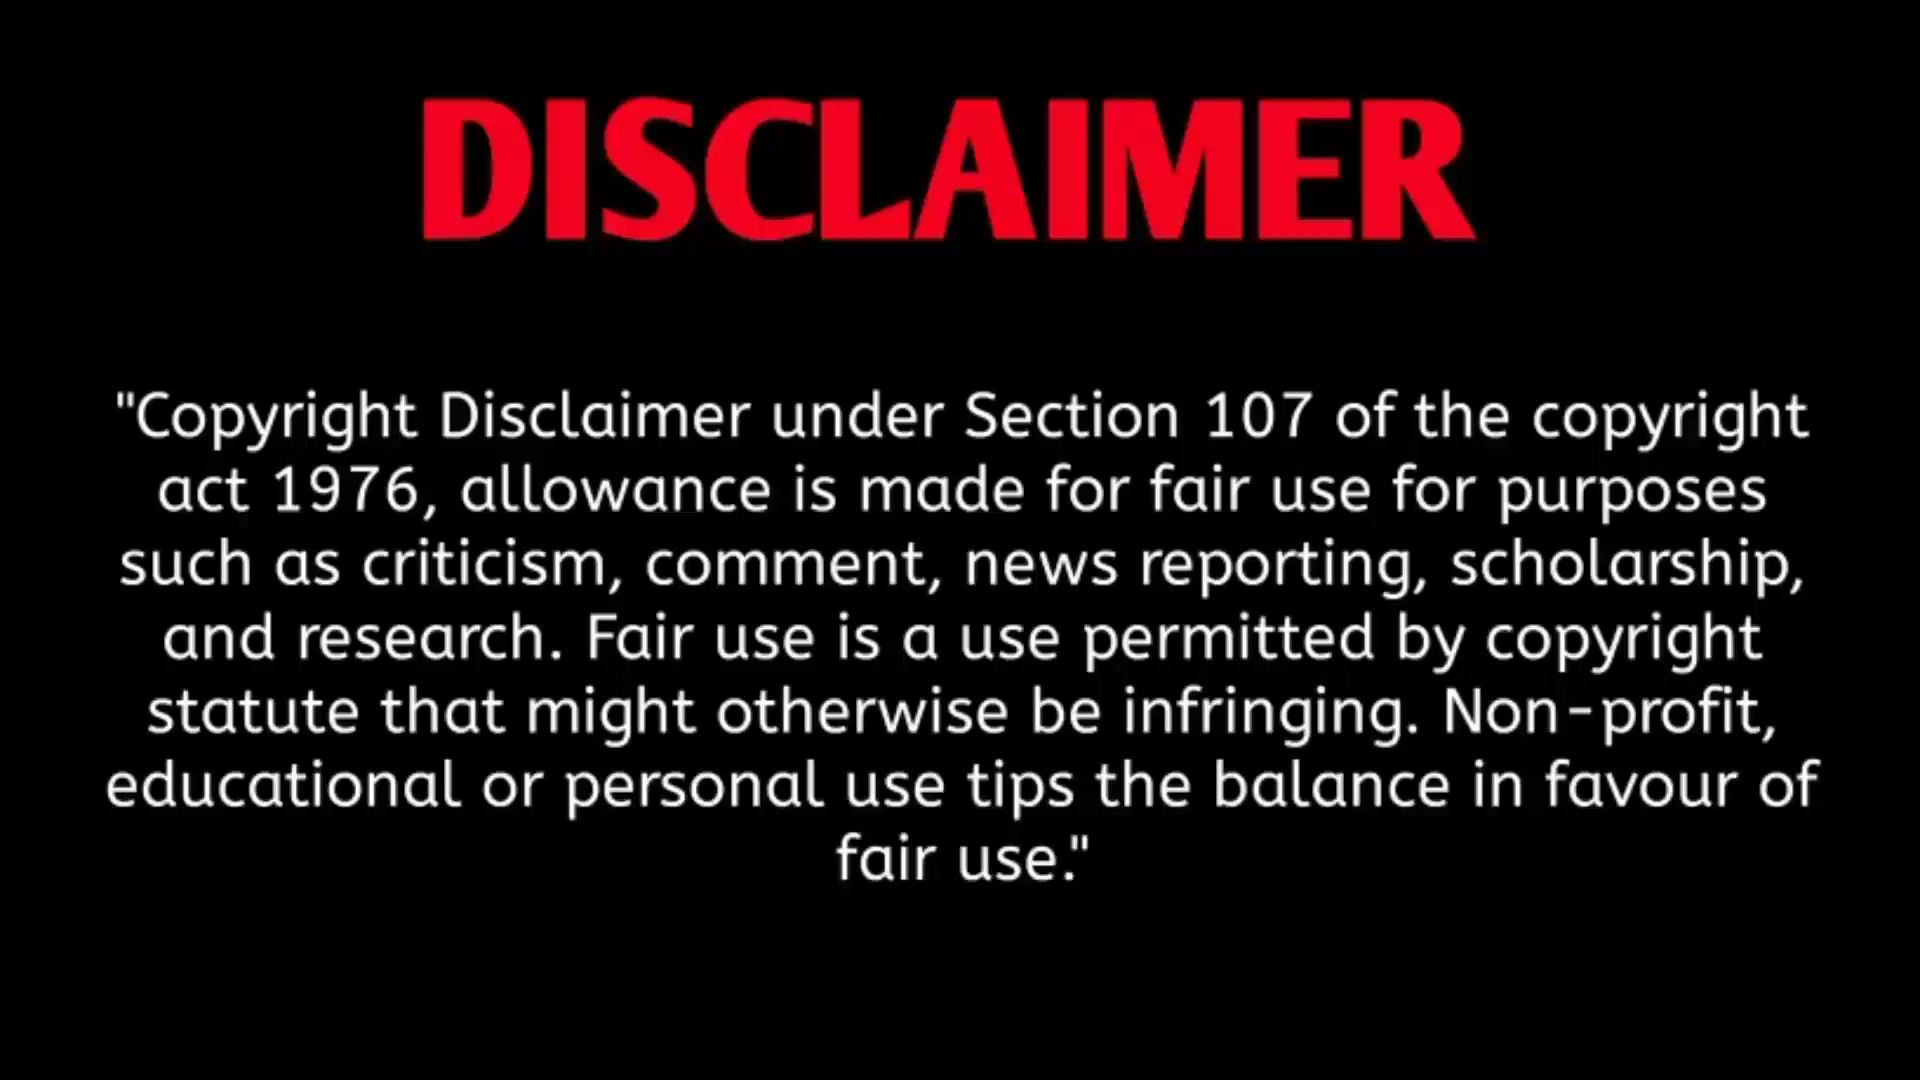 DISCLAIMER
"Copyright Disclaimer under Section 107 of the copyright
act 1976, allowance is made for fair use for purposes
such as criticism, comment, news reporting, scholarship,
and research. Fair use is a use permitted by copyright
statute that might otherwise be infringing. Non-profit,
educational or personal use tips the balance in favour of
fair use."